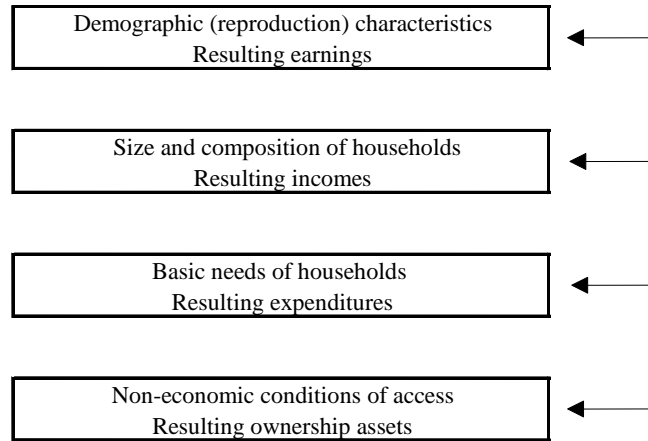 Demographic (reproduction) characteristics
Resulting earnings
Size and composition of households
Resulting incomes
Basic needs of households
Resulting expenditures
Non-economic conditions of access
Resulting ownership assets